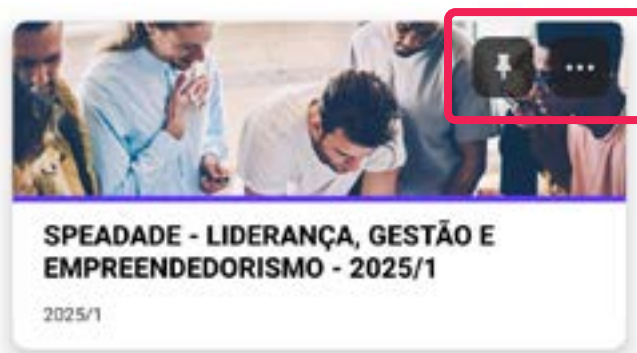 SPEADADE - LIDERANÇA, GESTÃO E
EMPREENDEDORISMO - 2025/1
2025/1